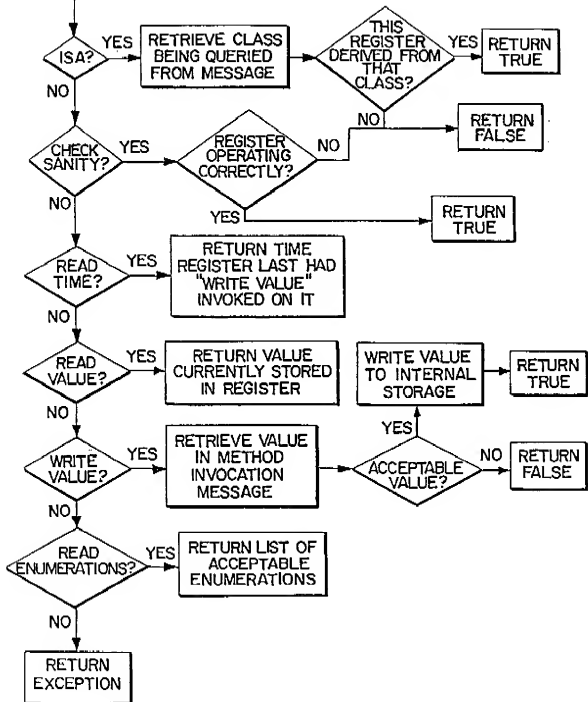 ISA?
YES
RETRIEVE CLASS
BEING QUERIED
FROM MESSAGE
THIS
REGISTER
DERIVED FROM
THAT
CLASS?
YES
RETURN
TRUE
NO
NO
RETURN
FALSE
CHECK
SANITY?
YES
REGISTER
OPERATING
CORRECTLY?
NO
YES
RETURN
TRUE
NO
READ
TIME?
YES
RETURN TIME
REGISTER LAST HAD
"WRITE VALUE"
INVOKED ON IT
NO
READ
VALUE?
YES
RETURN VALUE
CURRENTLY STORED
IN REGISTER
NO
WRITE VALUE
TO INTERNAL
STORAGE
RETURN
TRUE
YES
WRITE
VALUE?
YES
RETRIEVE VALUE
IN METHOD
INVOCATION
MESSAGE
ACCEPTABLE
VALUE?
NO
RETURN
FALSE
NO
READ
ENUMERATIONS?
YES
RETURN LIST OF
ACCEPTABLE
ENUMERATIONS
NO
RETURN
EXCEPTION